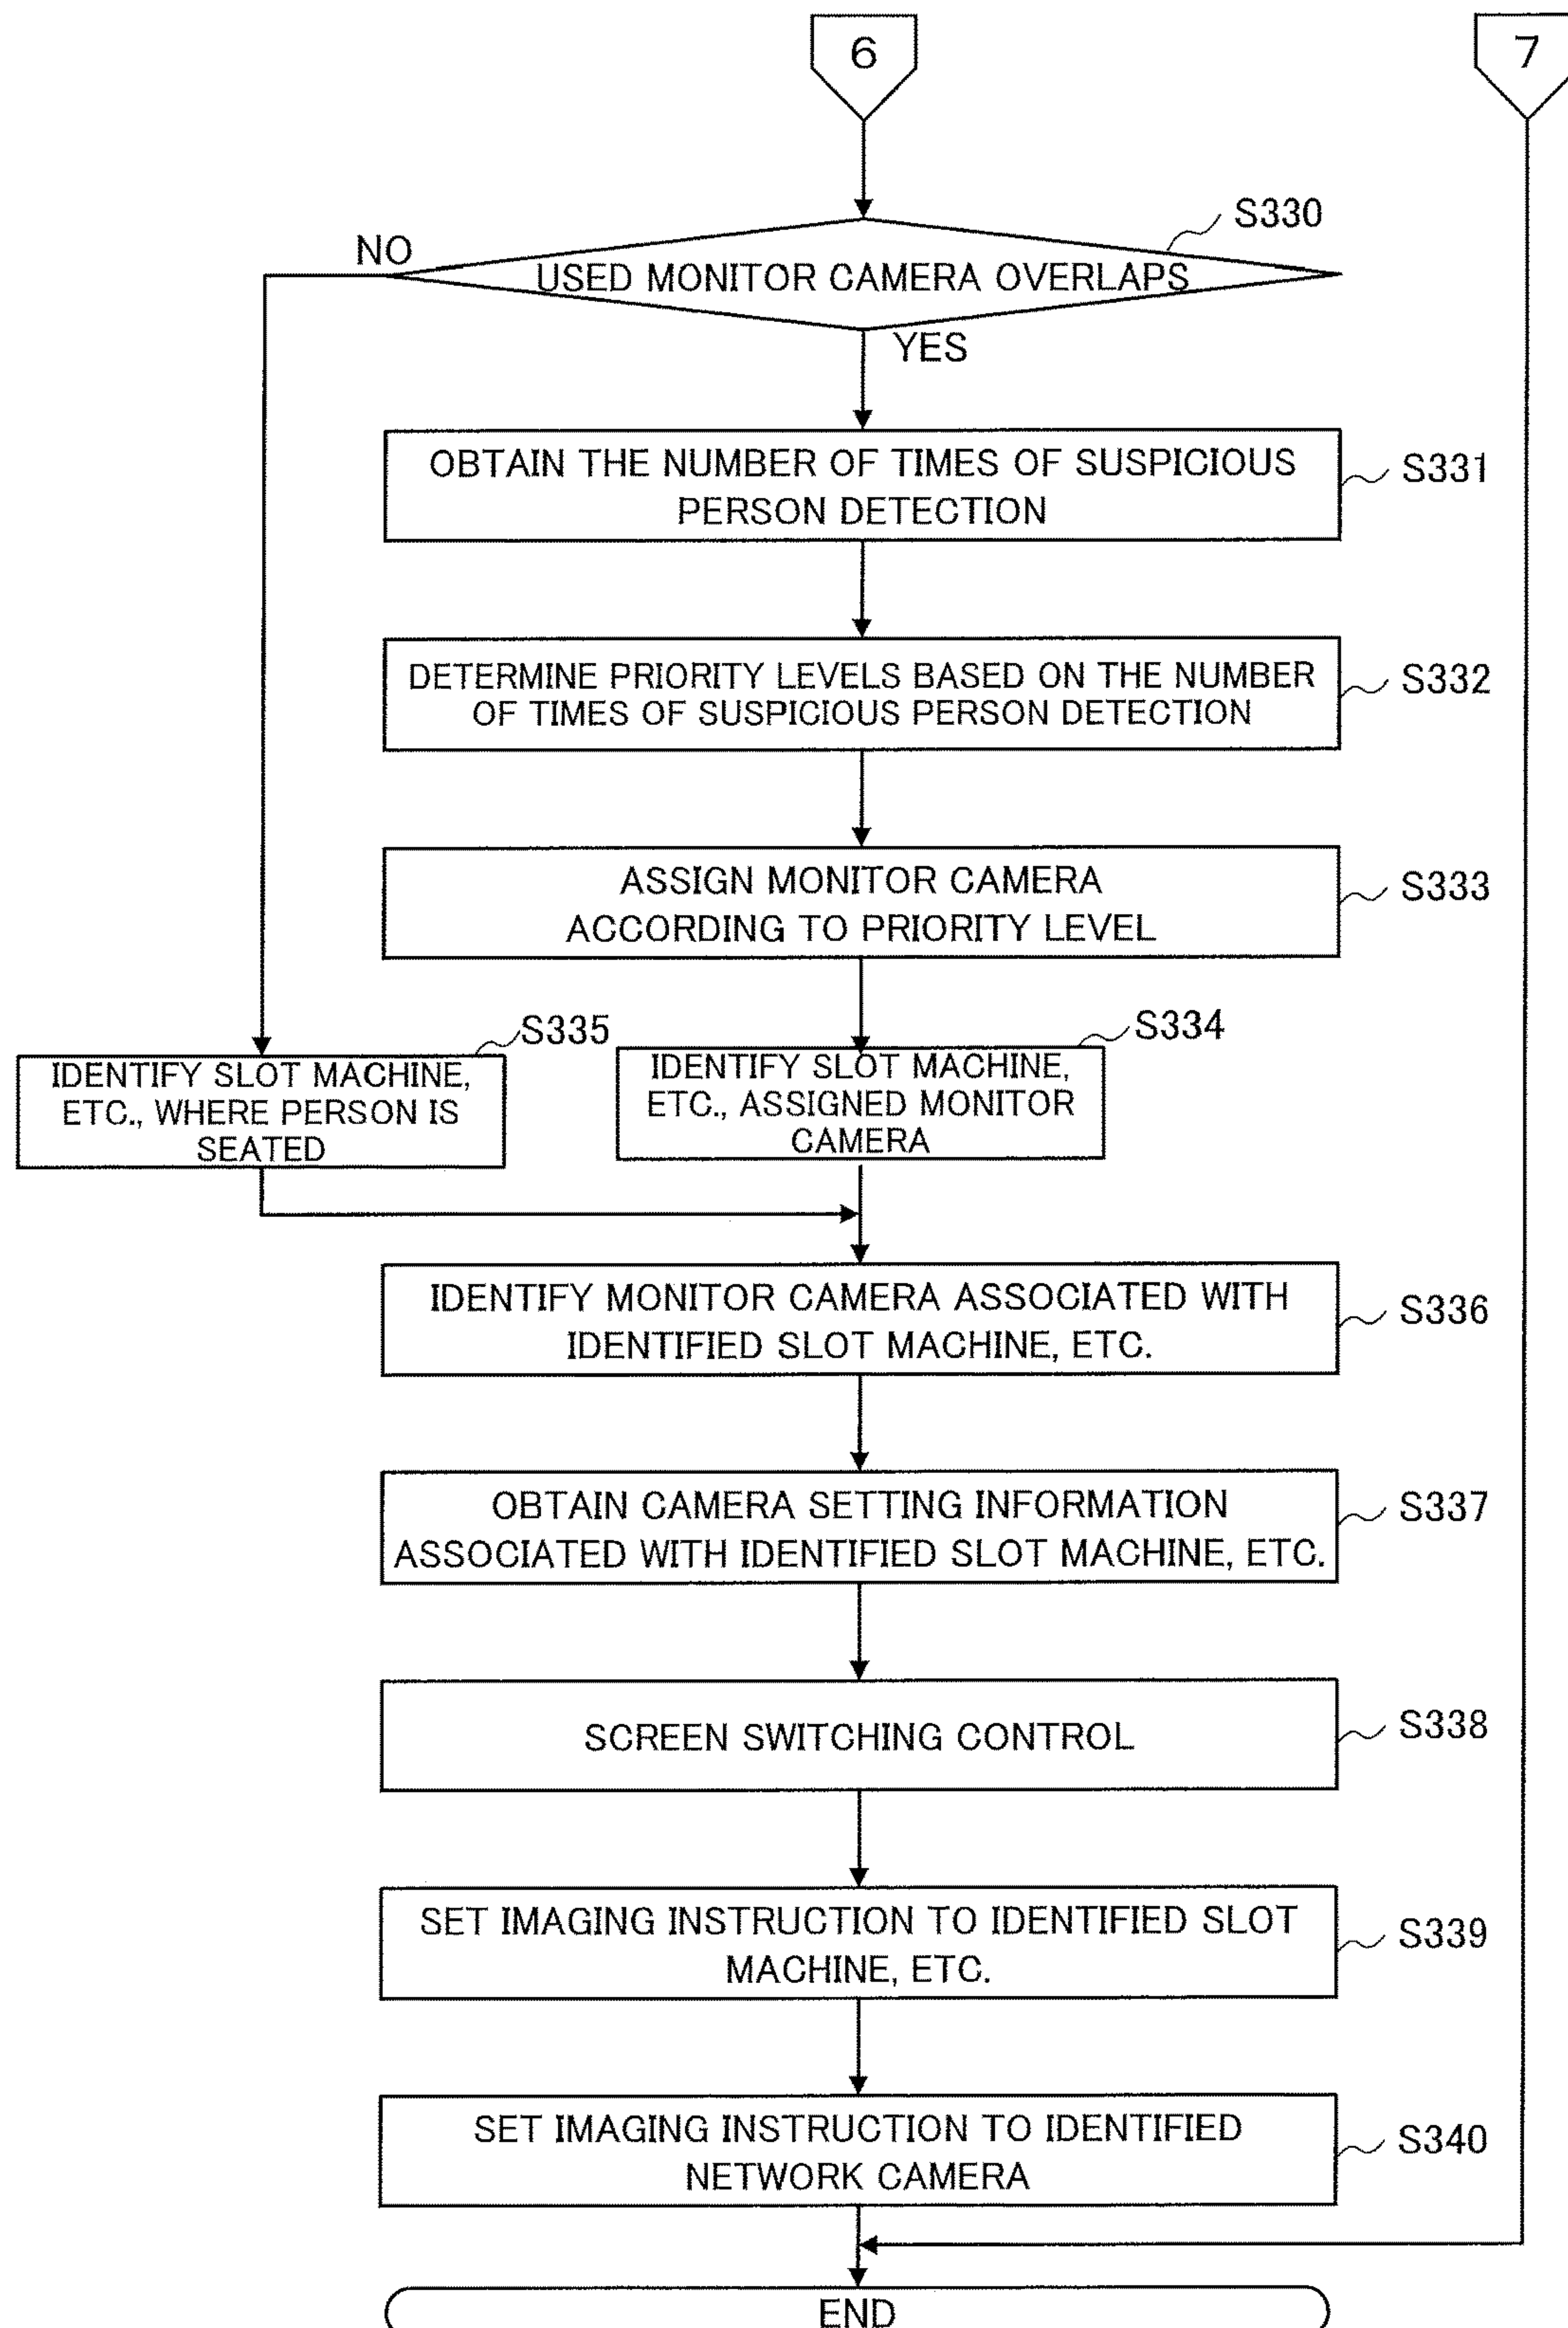 6
7
S330
NO
USED MONITOR CAMERA OVERLAPS
YES
OBTAIN THE NUMBER OF TIMES OF SUSPICIOUS
PERSON DETECTION
S331
DETERMINE PRIORITY LEVELS BASED ON THE NUMBER
OF TIMES OF SUSPICIOUS PERSON DETECTION
S332
ASSIGN MONITOR CAMERA
ACCORDING TO PRIORITY LEVEL
S333
S335
IDENTIFY SLOT MACHINE,
ETC., WHERE PERSON IS
SEATED
S334
IDENTIFY SLOT MACHINE,
ETC., ASSIGNED MONITOR
CAMERA
IDENTIFY MONITOR CAMERA ASSOCIATED WITH
IDENTIFIED SLOT MACHINE, ETC.
S336
OBTAIN CAMERA SETTING INFORMATION
ASSOCIATED WITH IDENTIFIED SLOT MACHINE, ETC.
S337
SCREEN SWITCHING CONTROL
S338
SET IMAGING INSTRUCTION TO IDENTIFIED SLOT
MACHINE, ETC.
S339
SET IMAGING INSTRUCTION TO IDENTIFIED
NETWORK CAMERA
S340
END